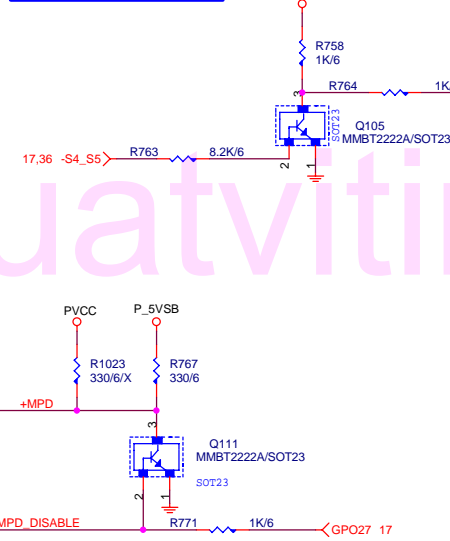 R758
1K/6
R764
1K
3
SOT23
Q105
MMBT2222A/SOT23
17,36 -S4_S5
R763
8.2K/6
2
1
uatviti
PVCC
P_5VSB
R1023
330/6/X
R767
330/6
+MPD
3
Q111
MMBT2222A/SOT23
SOT23
2
1
MPD_DISABLE
R771
1K/6
GPO27 17